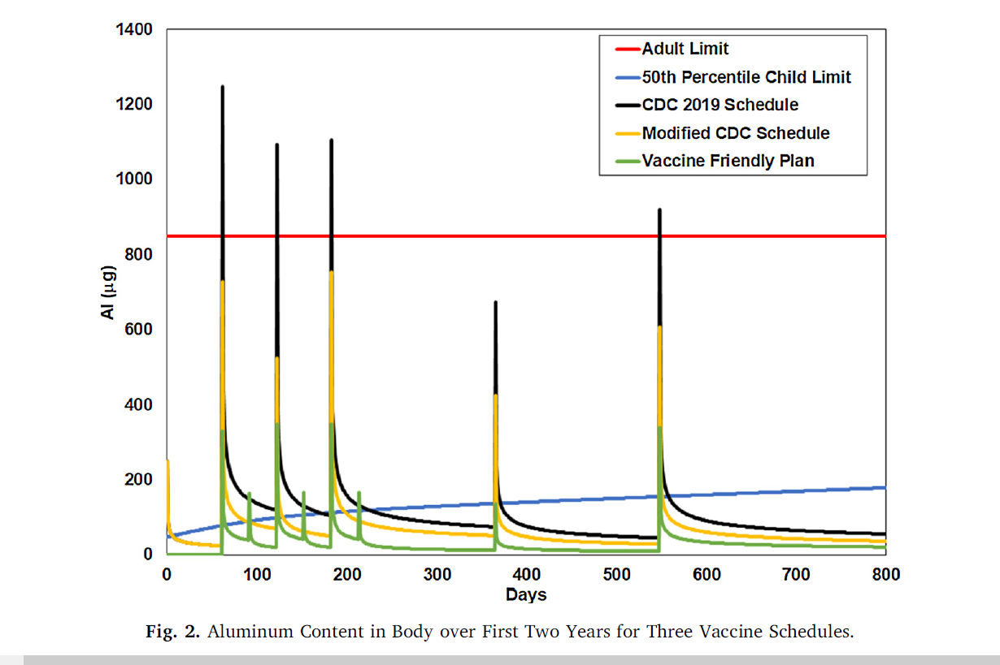 1400
1200
1000
800
600
400
200
0
Al (μg)
Adult Limit
50th Percentile Child Limit
CDC 2019 Schedule
Modified CDC Schedule
Vaccine Friendly Plan
0 100 200 300 400 500 600 700 800
Days
Fig. 2. Aluminum Content in Body over First Two Years for Three Vaccine Schedules.